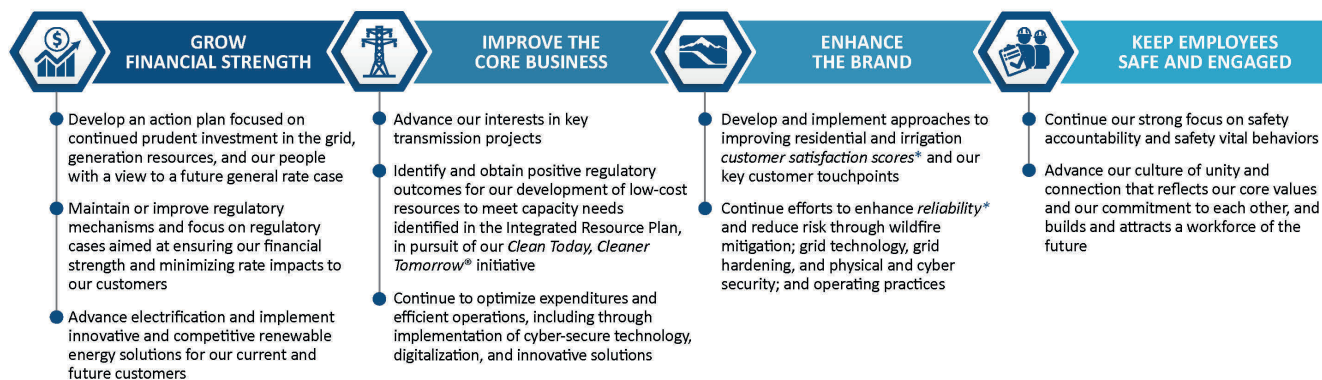 GROW
FINANCIAL STRENGTH
Develop an action plan focused on
continued prudent investment in the grid,
generation resources, and our people
with a view to a future general rate case
Maintain or improve regulatory
mechanisms and focus on regulatory
cases aimed at ensuring our financial
strength and minimizing rate impacts to
our customers
Advance electrification and implement
innovative and competitive renewable
energy solutions for our current and
future customers
IMPROVE THE
CORE BUSINESS
Advance our interests in key
transmission projects
Identify and obtain positive regulatory
outcomes for our development of low-cost
resources to meet capacity needs
identified in the Integrated Resource Plan,
in pursuit of our Clean Today, Cleaner
Tomorrow® initiative
Continue to optimize expenditures and
efficient operations, including through
implementation of cyber-secure technology,
digitalization, and innovative solutions
ENHANCE
THE BRAND
Develop and implement approaches to
improving residential and irrigation
customer satisfaction scores* and our
key customer touchpoints
Continue efforts to enhance reliability*
and reduce risk through wildfire
mitigation; grid technology, grid
hardening, and physical and cyber
security; and operating practices
KEEP EMPLOYEES
SAFE AND ENGAGED
Continue our strong focus on safety
accountability and safety vital behaviors
Advance our culture of unity and
connection that reflects our core values
and our commitment to each other, and
builds and attracts a workforce of the
future